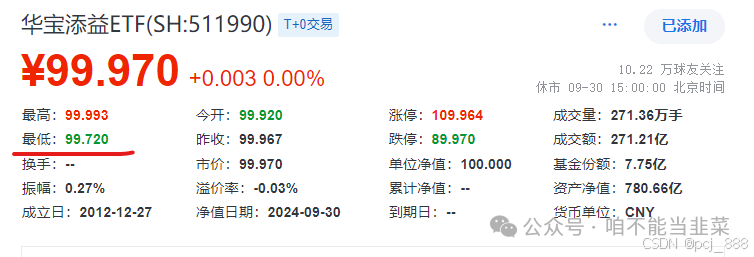 华宝添益ETF(SH:511990) T+0交易 ··· 已添加
¥99.970 +0.003 0.00%
10.22 万球友关注
休市 09-30 15:00:00 北京时间
最高：99.993 今开：99.920 涨停：109.964 成交量：271.36万手
最低：99.720 昨收：99.967 跌停：89.970 成交额：271.21亿
换手：-- 市价：99.970 单位净值：100.000 基金份额：7.75亿
振幅：0.27% 溢价率：-0.03% 累计净值：-- 资产净值：780.66亿
成立日：2012-12-27 净值日期：2024-09-30 到期日：-- 货币单位：CNY
公众号 · 咱不能当韭菜
CSDN @pcj_888